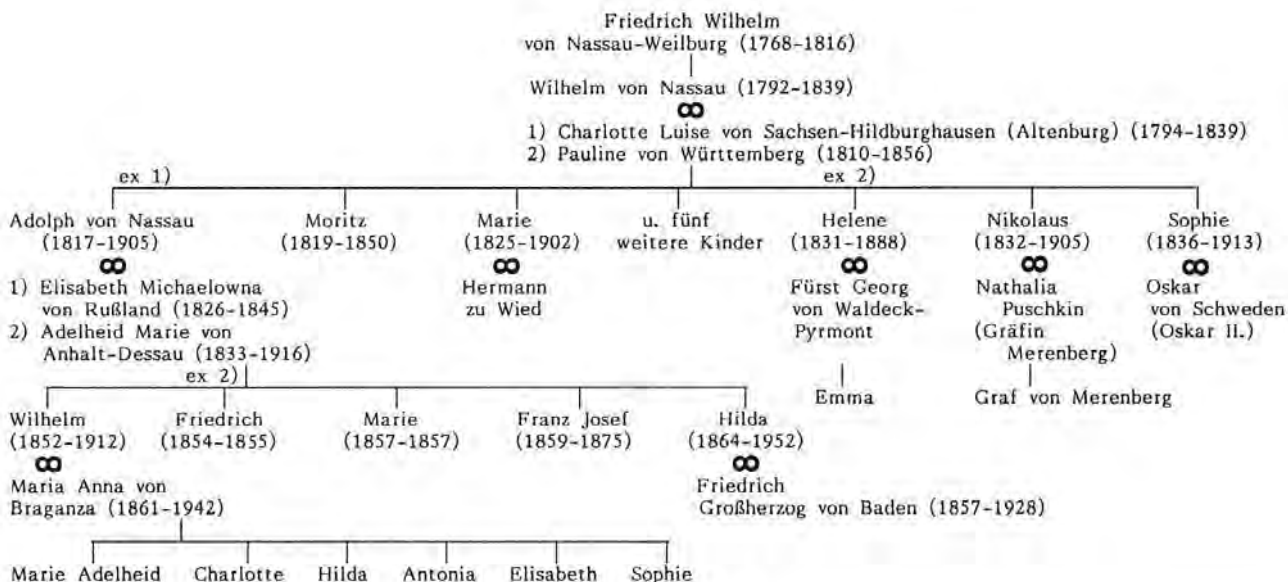 Friedrich Wilhelm
von Nassau-Weilburg (1768-1816)
Wilhelm von Nassau (1792-1839)
∞
1) Charlotte Luise von Sachsen-Hildburghausen (Altenburg) (1794-1839)
2) Pauline von Württemberg (1810-1856)
ex 1) ex 2)
Adolph von Nassau Moritz Marie u. fünf Helene Nikolaus Sophie
(1817-1905) (1819-1850) (1825-1902) weitere Kinder (1831-1888) (1832-1905) (1836-1913)
∞ ∞ ∞ ∞ ∞
1) Elisabeth Michaelowna Hermann Fürst Georg Nathalia Oskar
von Rußland (1826-1845) zu Wied von Waldeck- Puschkin von Schweden
2) Adelheid Marie von Pyrmont (Gräfin (Oskar II.)
Anhalt-Dessau (1833-1916) Merenberg)
ex 2)
Emma Graf von Merenberg
Wilhelm Friedrich Marie Franz Josef Hilda
(1852-1912) (1854-1855) (1857-1857) (1859-1875) (1864-1952)
∞ ∞
Maria Anna von Friedrich
Braganza (1861-1942) Großherzog von Baden (1857-1928)
Marie Adelheid Charlotte Hilda Antonia Elisabeth Sophie